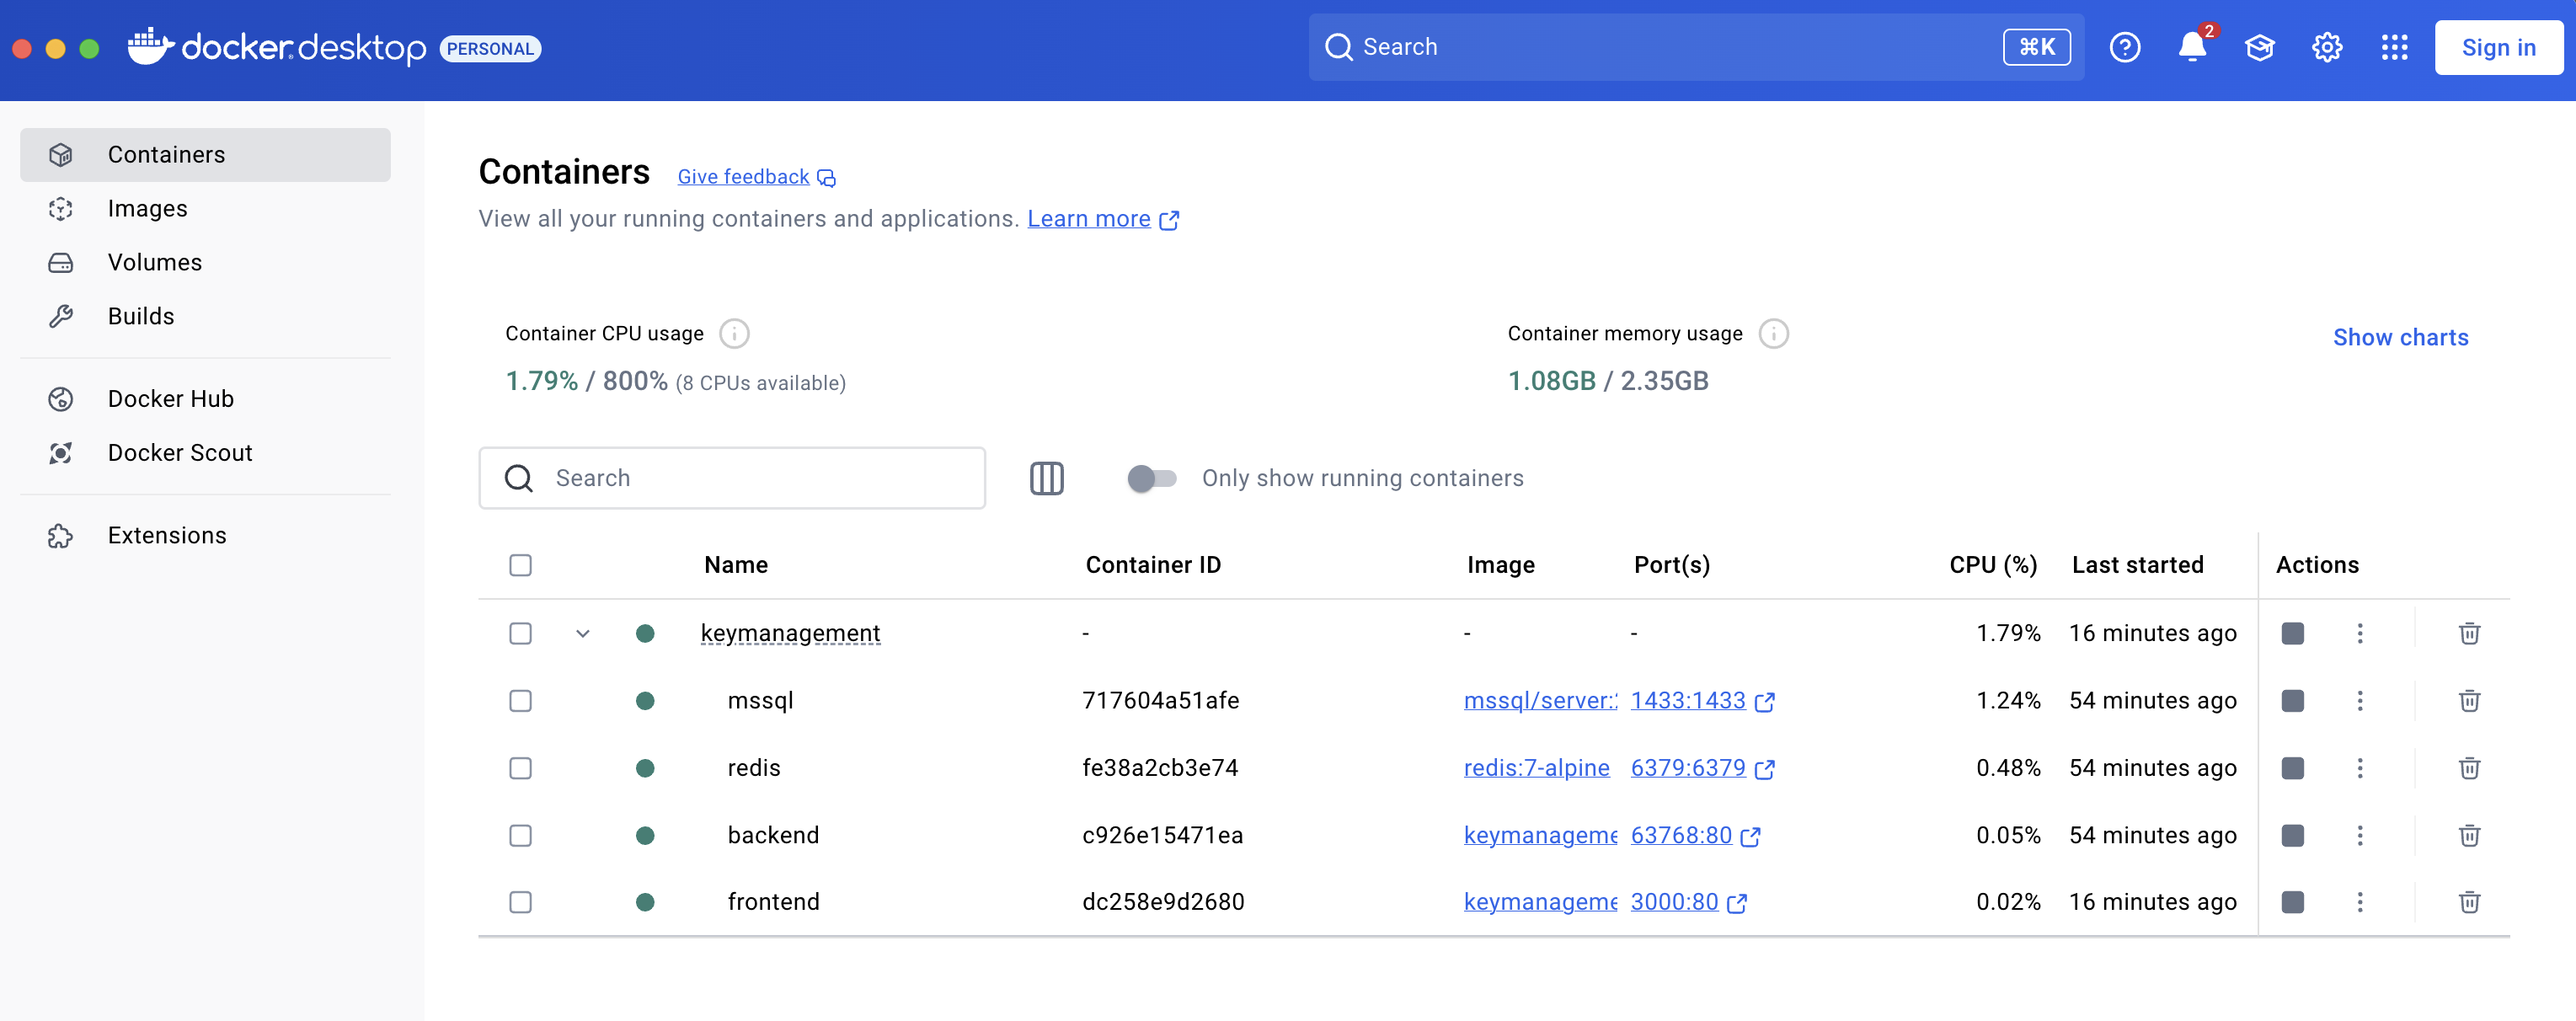 docker desktop PERSONAL
Search ⌘K 2 Sign in
Containers
Images
Volumes
Builds
Docker Hub
Docker Scout
Extensions
Containers Give feedback
View all your running containers and applications. Learn more
Container CPU usage
1.79% / 800% (8 CPUs available)
Container memory usage
1.08GB / 2.35GB
Show charts
Search
Only show running containers
Name Container ID Image Port(s) CPU (%) Last started Actions
keymanagement - - - 1.79% 16 minutes ago
mssql 717604a51afe mssql/server: 1433:1433 1.24% 54 minutes ago
redis fe38a2cb3e74 redis:7-alpine 6379:6379 0.48% 54 minutes ago
backend c926e15471ea keymanageme 63768:80 0.05% 54 minutes ago
frontend dc258e9d2680 keymanageme 3000:80 0.02% 16 minutes ago